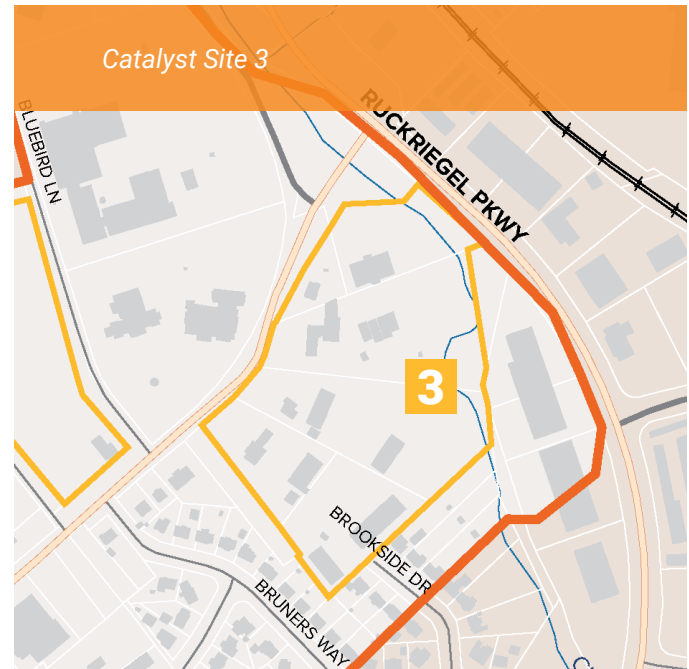 Catalyst Site 3
RUCKRIEGEL PKWY
BLUEBIRD LN
3
BROOKSIDE DR
BRUNERS WAY
C